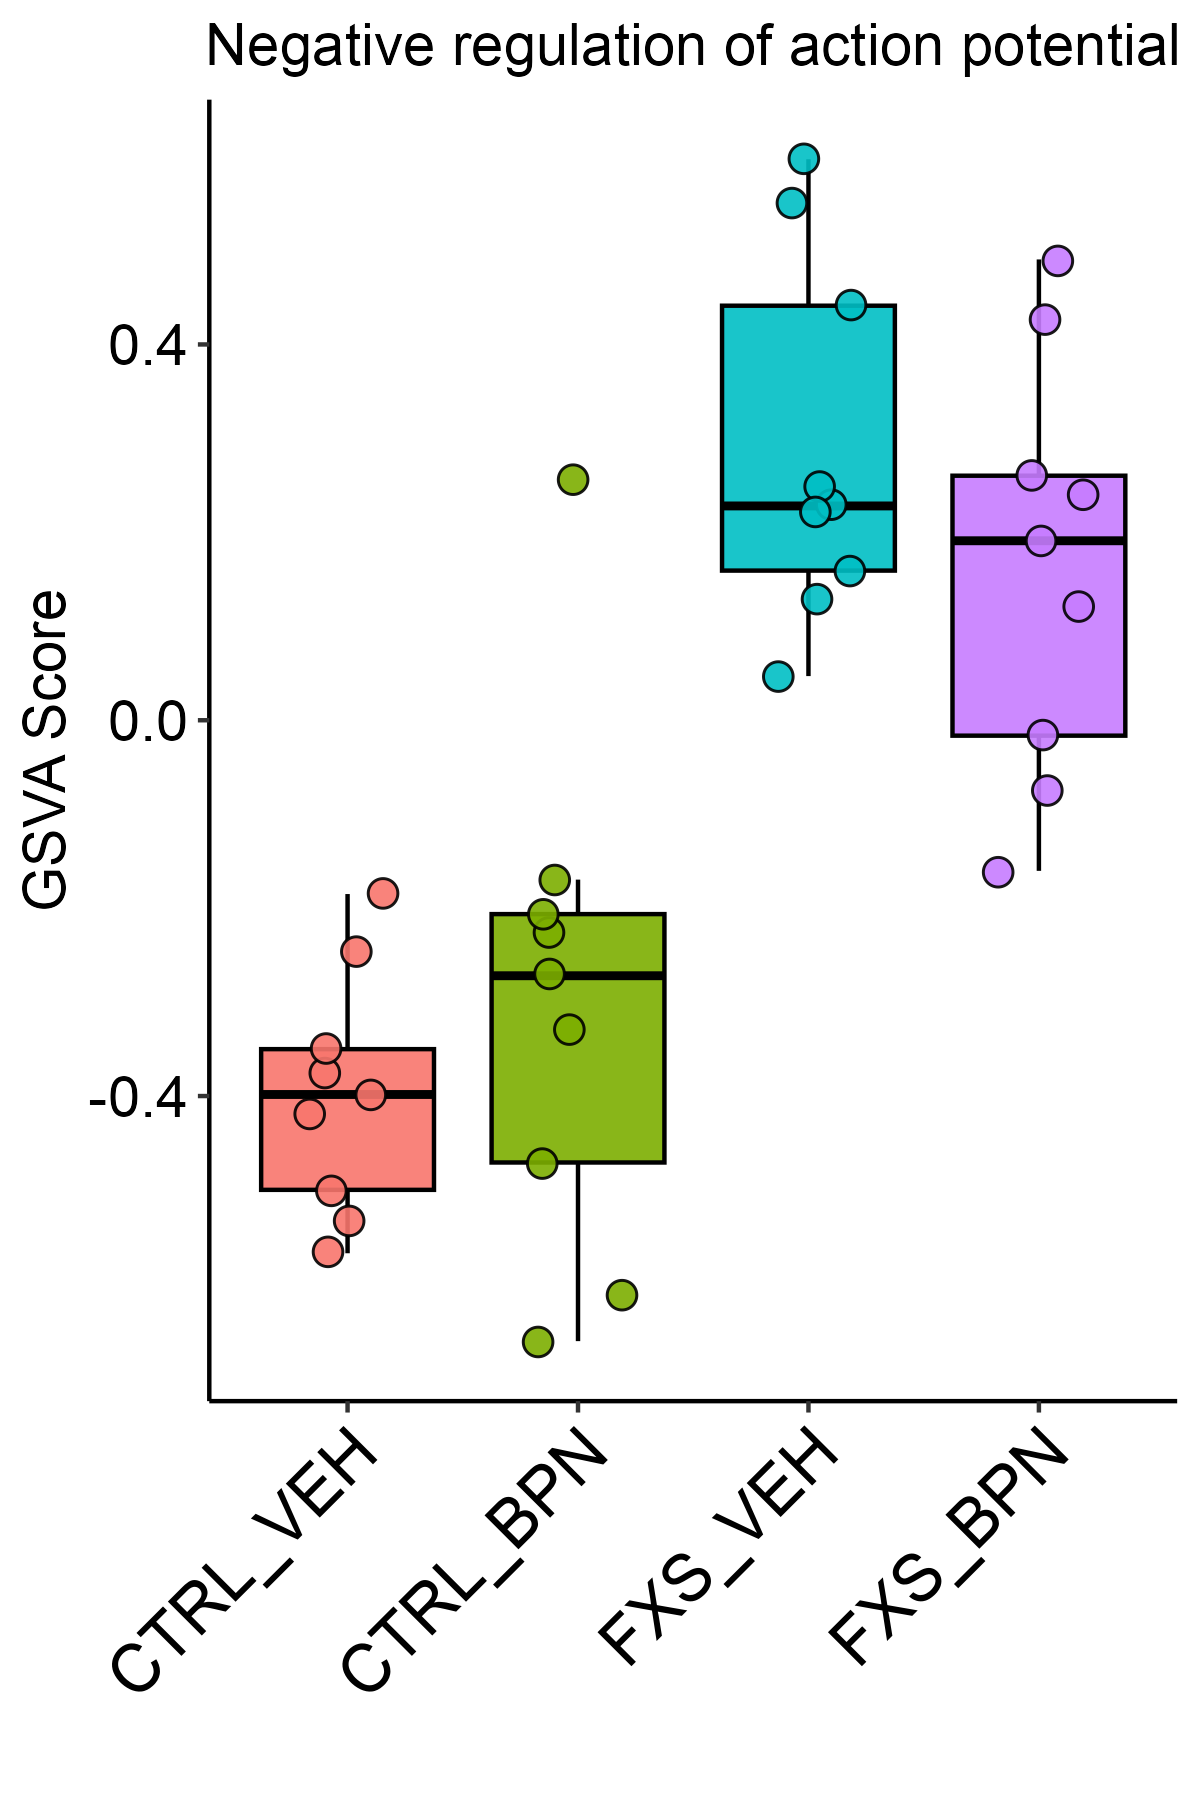 Negative regulation of action potential
GSVA Score
0.4
0.0
-0.4
CTRL_VEH
CTRL_BPN
FXS_VEH
FXS_BPN